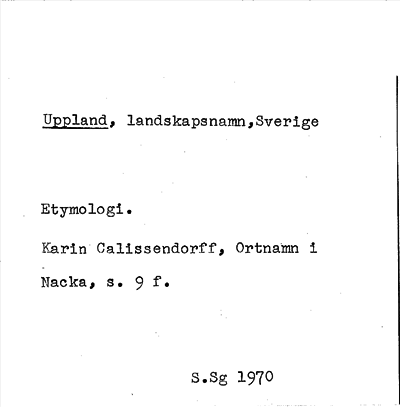 Uppland, landskapsnamn,Sverige
Etymologi.
Karin Calissendorff, Ortnamn i
Nacka, s. 9 f.
S.Sg 1970